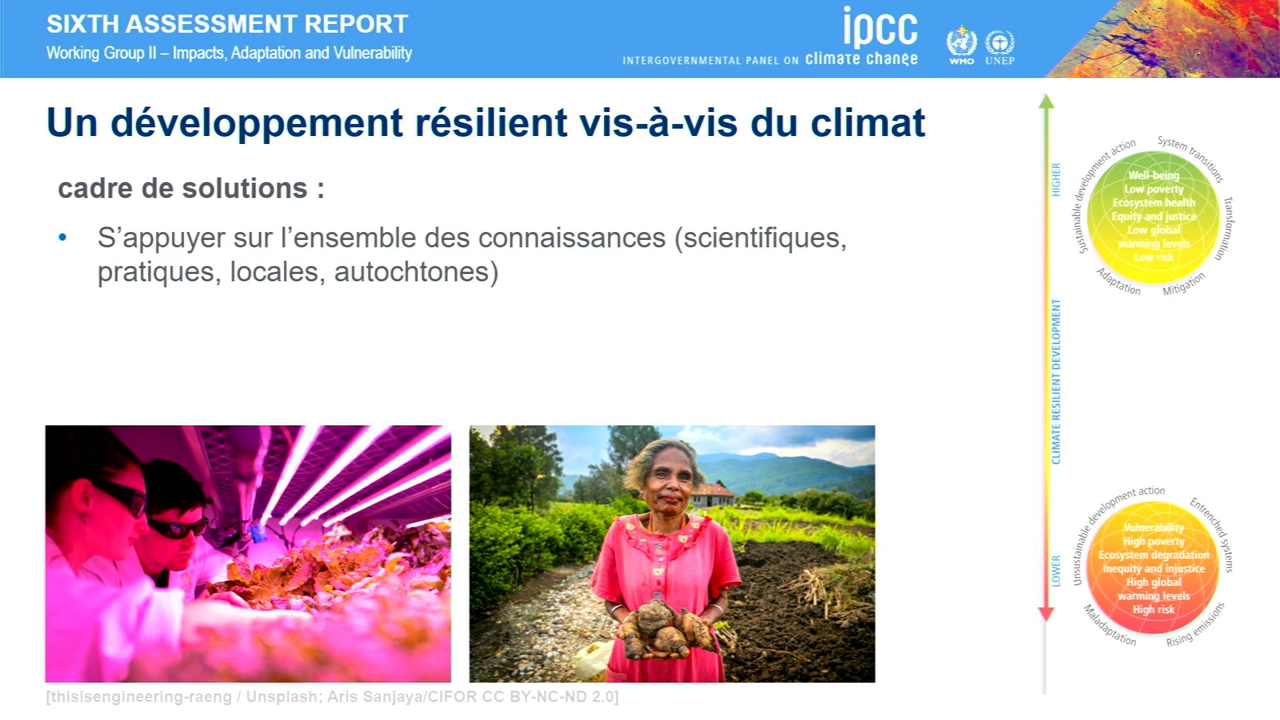 SIXTH ASSESSMENT REPORT
Working Group II – Impacts, Adaptation and Vulnerability
ipcc
INTERGOVERNMENTAL PANEL ON climate change
WMO
UNEP
Un développement résilient vis-à-vis du climat
cadre de solutions :
• S’appuyer sur l’ensemble des connaissances (scientifiques,
pratiques, locales, autochtones)
[thisisengineering-raeng / Unsplash; Aris Sanjaya/CIFOR CC BY-NC-ND 2.0]
HIGHER
CLIMATE RESILIENT DEVELOPMENT
LOWER
Sustainable development action
System transitions
Transformation
Mitigation
Adaptation
Well-being
Low poverty
Ecosystem health
Equity and justice
Low global
warming levels
Low risk
Unsustainable development action
Entrenched systems
Rising emissions
Maladaptation
Vulnerability
High poverty
Ecosystem degradation
Inequity and injustice
High global
warming levels
High risk